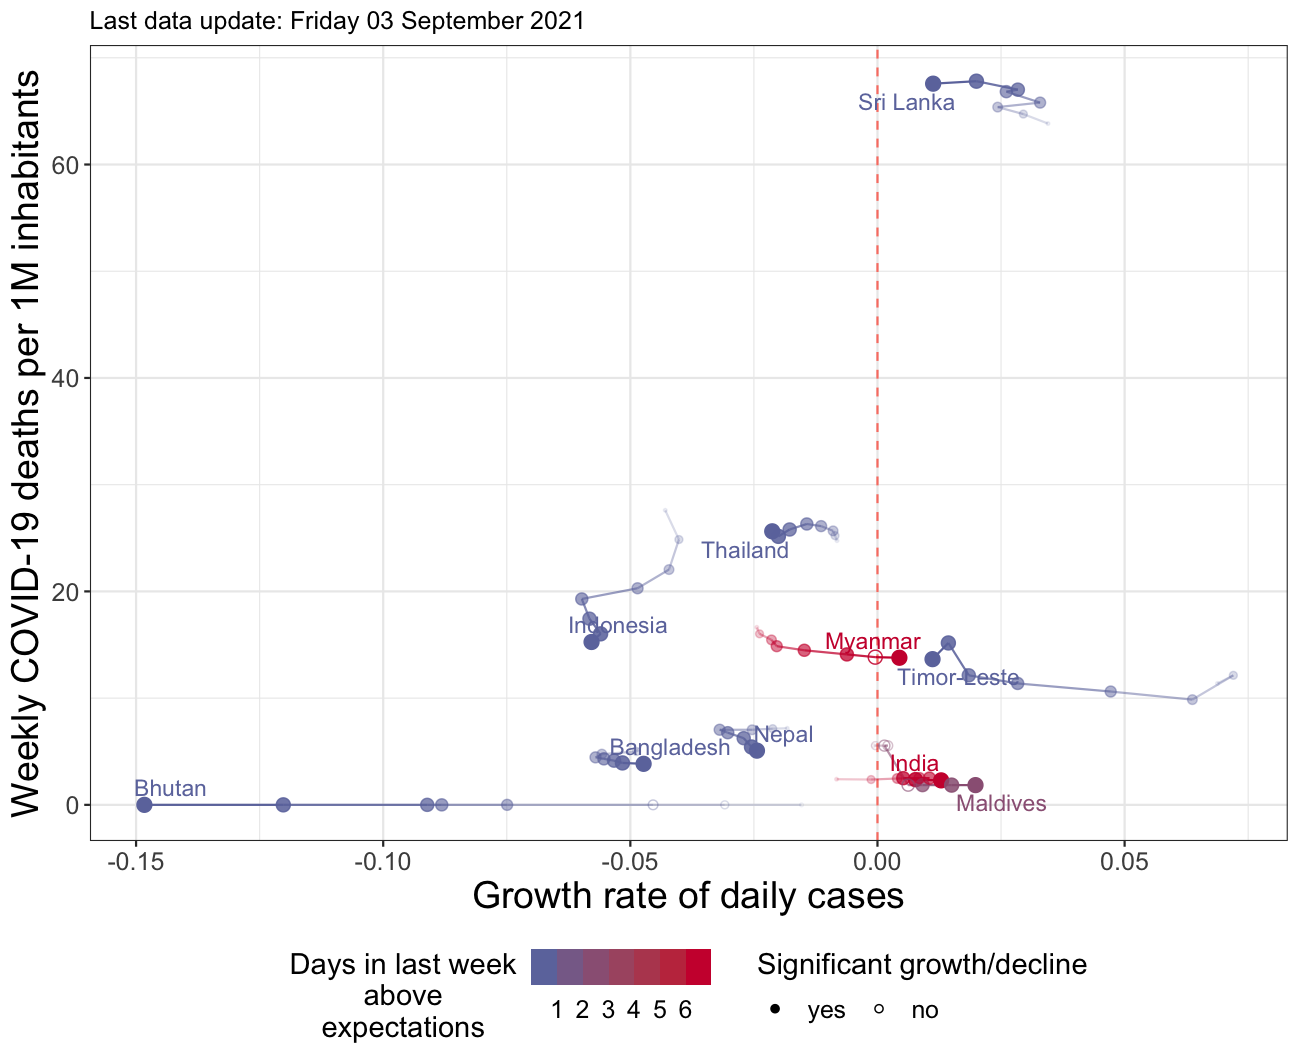 Last data update: Friday 03 September 2021
Weekly COVID-19 deaths per 1M inhabitants
60
40
20
0
Sri Lanka
Thailand
Indonesia
Myanmar
Timor-Leste
Nepal
Bangladesh
India
Bhutan
Maldives
-0.15 -0.10 -0.05 0.00 0.05
Growth rate of daily cases
Days in last week
above
expectations
1 2 3 4 5 6
Significant growth/decline
yes no